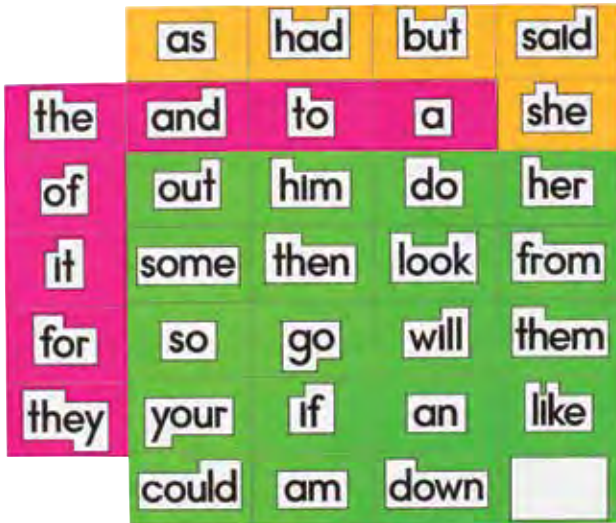 as had but said
the and to a she
of out him do her
it some then look from
for so go will them
they your if an like
could am down